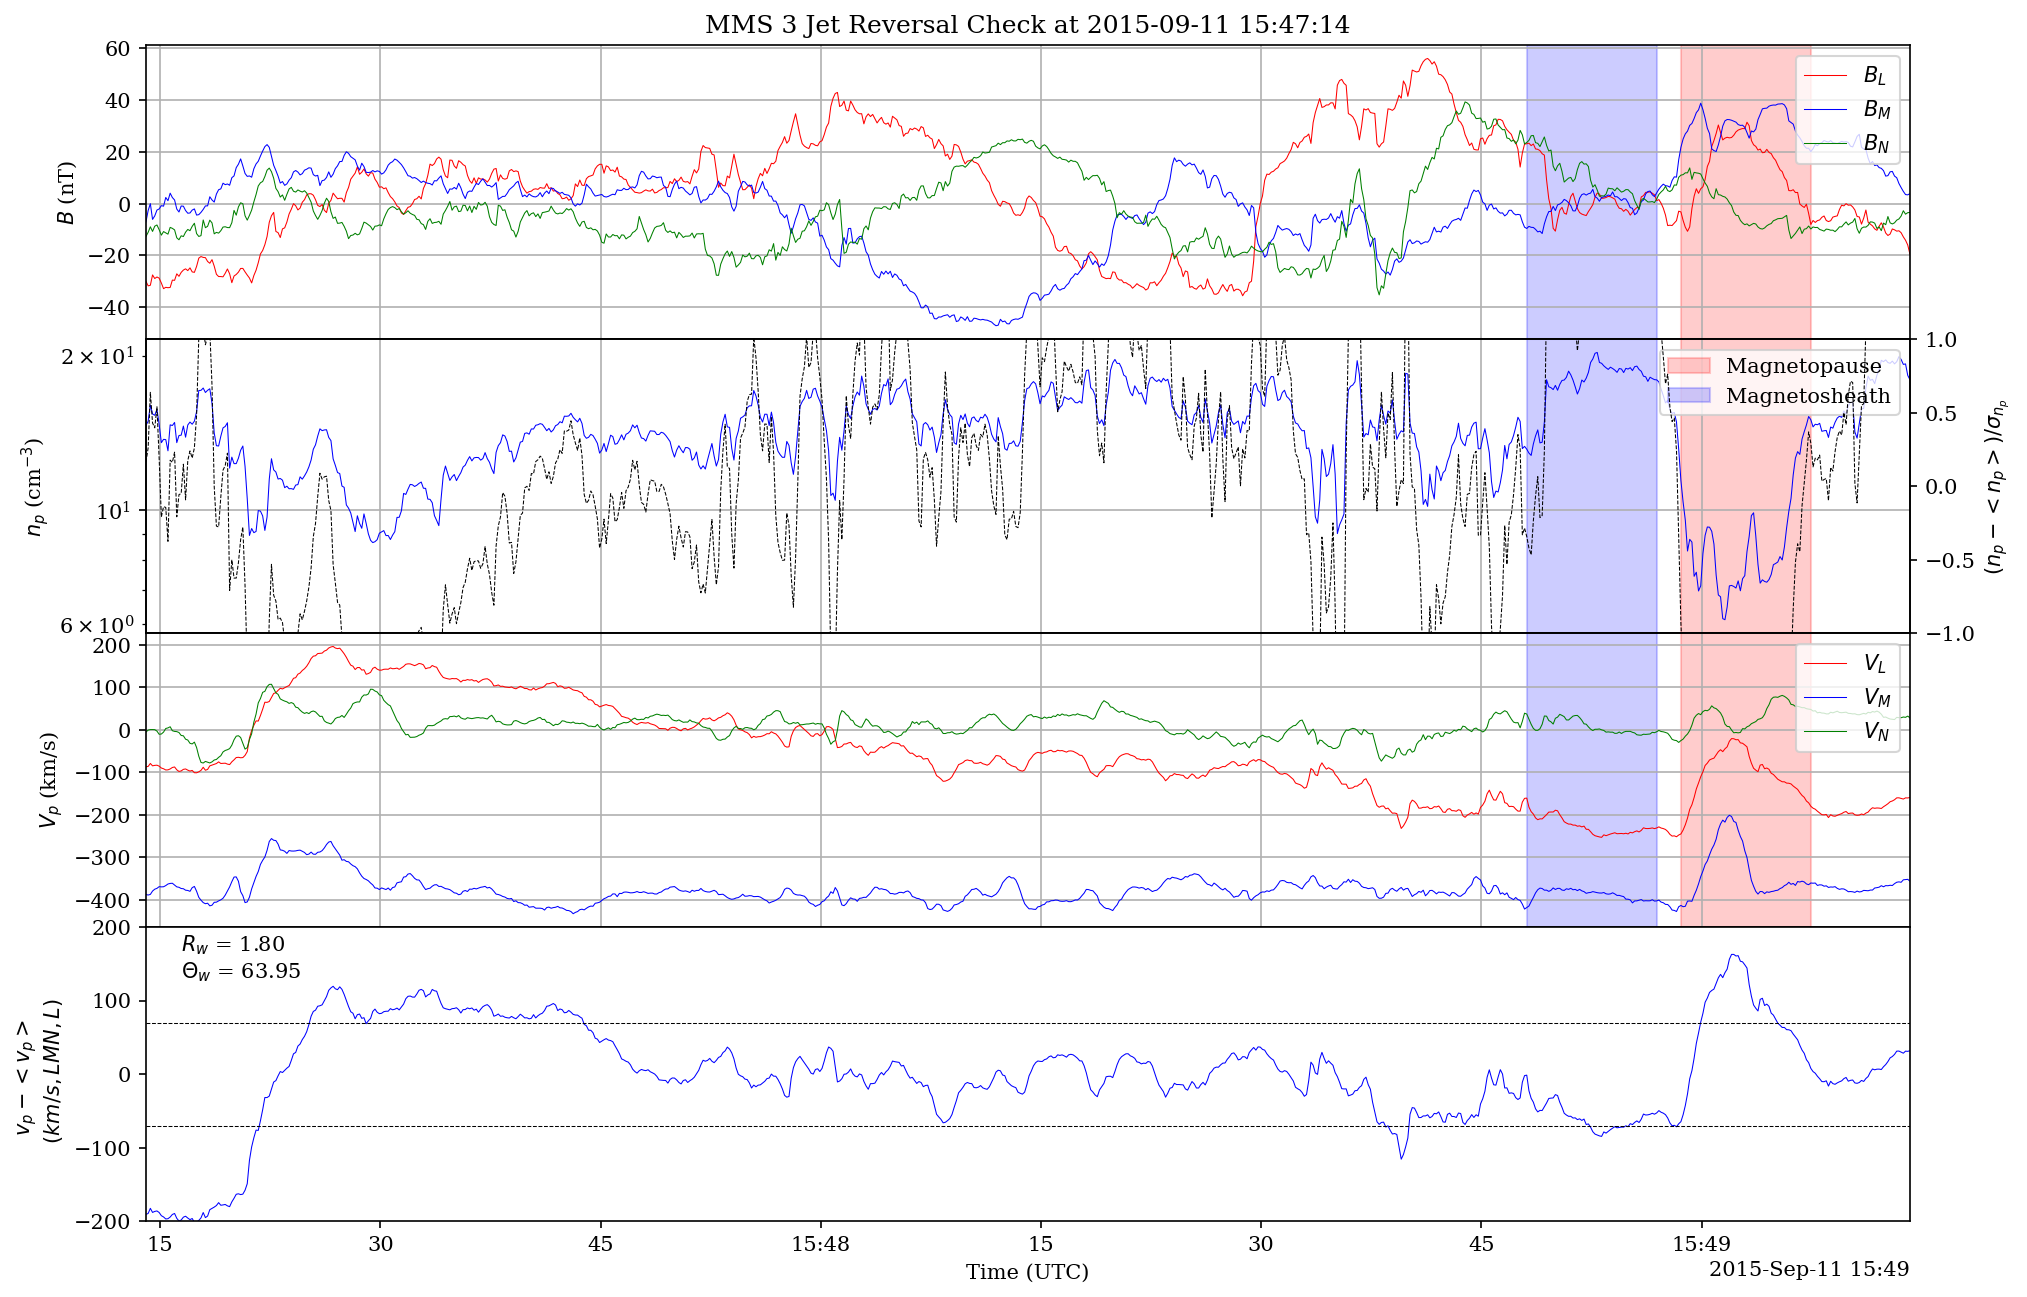 MMS 3 Jet Reversal Check at 2015-09-11 15:47:14
60
40
20
0
−20
−40
B (nT)
B_L
B_M
B_N
2 × 10^1
10^1
6 × 10^0
n_p (cm^−3)
1.0
0.5
0.0
−0.5
−1.0
(n_p − < n_p >)/σ_{n_p}
Magnetopause
Magnetosheath
200
100
0
−100
−200
−300
−400
V_p (km/s)
V_L
V_M
V_N
200
100
0
−100
−200
v_p − < v_p >
(km/s, LMN, L)
R_w = 1.80
Θ_w = 63.95
15
30
45
15:48
15
30
45
15:49
Time (UTC)
2015-Sep-11 15:49